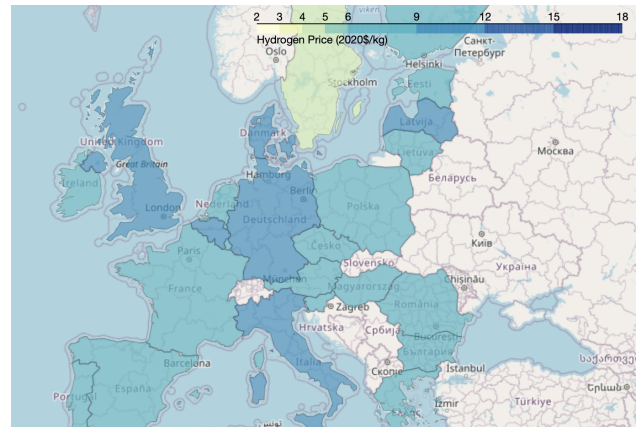 2 3 4 5 6 9 12 15 18
Hydrogen Price (2020$/kg)
viken
Oslo
Санкт-
Петербург
Helsinki
Stockholm
Eesti
Latvija
Danmark
United Kingdom
Москва
Lietuva
Great Britain
Hamburg
Беларусь
Ireland
Nederland
Berlin
London
Polska
Deutschland
Київ
Paris
Česko
Slovensko
Україна
München
Chișinău
France
Magyarország
România
Zagreb
Hrvatska
Србија
București
Barcelona
България
Italia
Скопје
İstanbul
Portugal
España
İzmir
Türkiye
Երևան
تونس